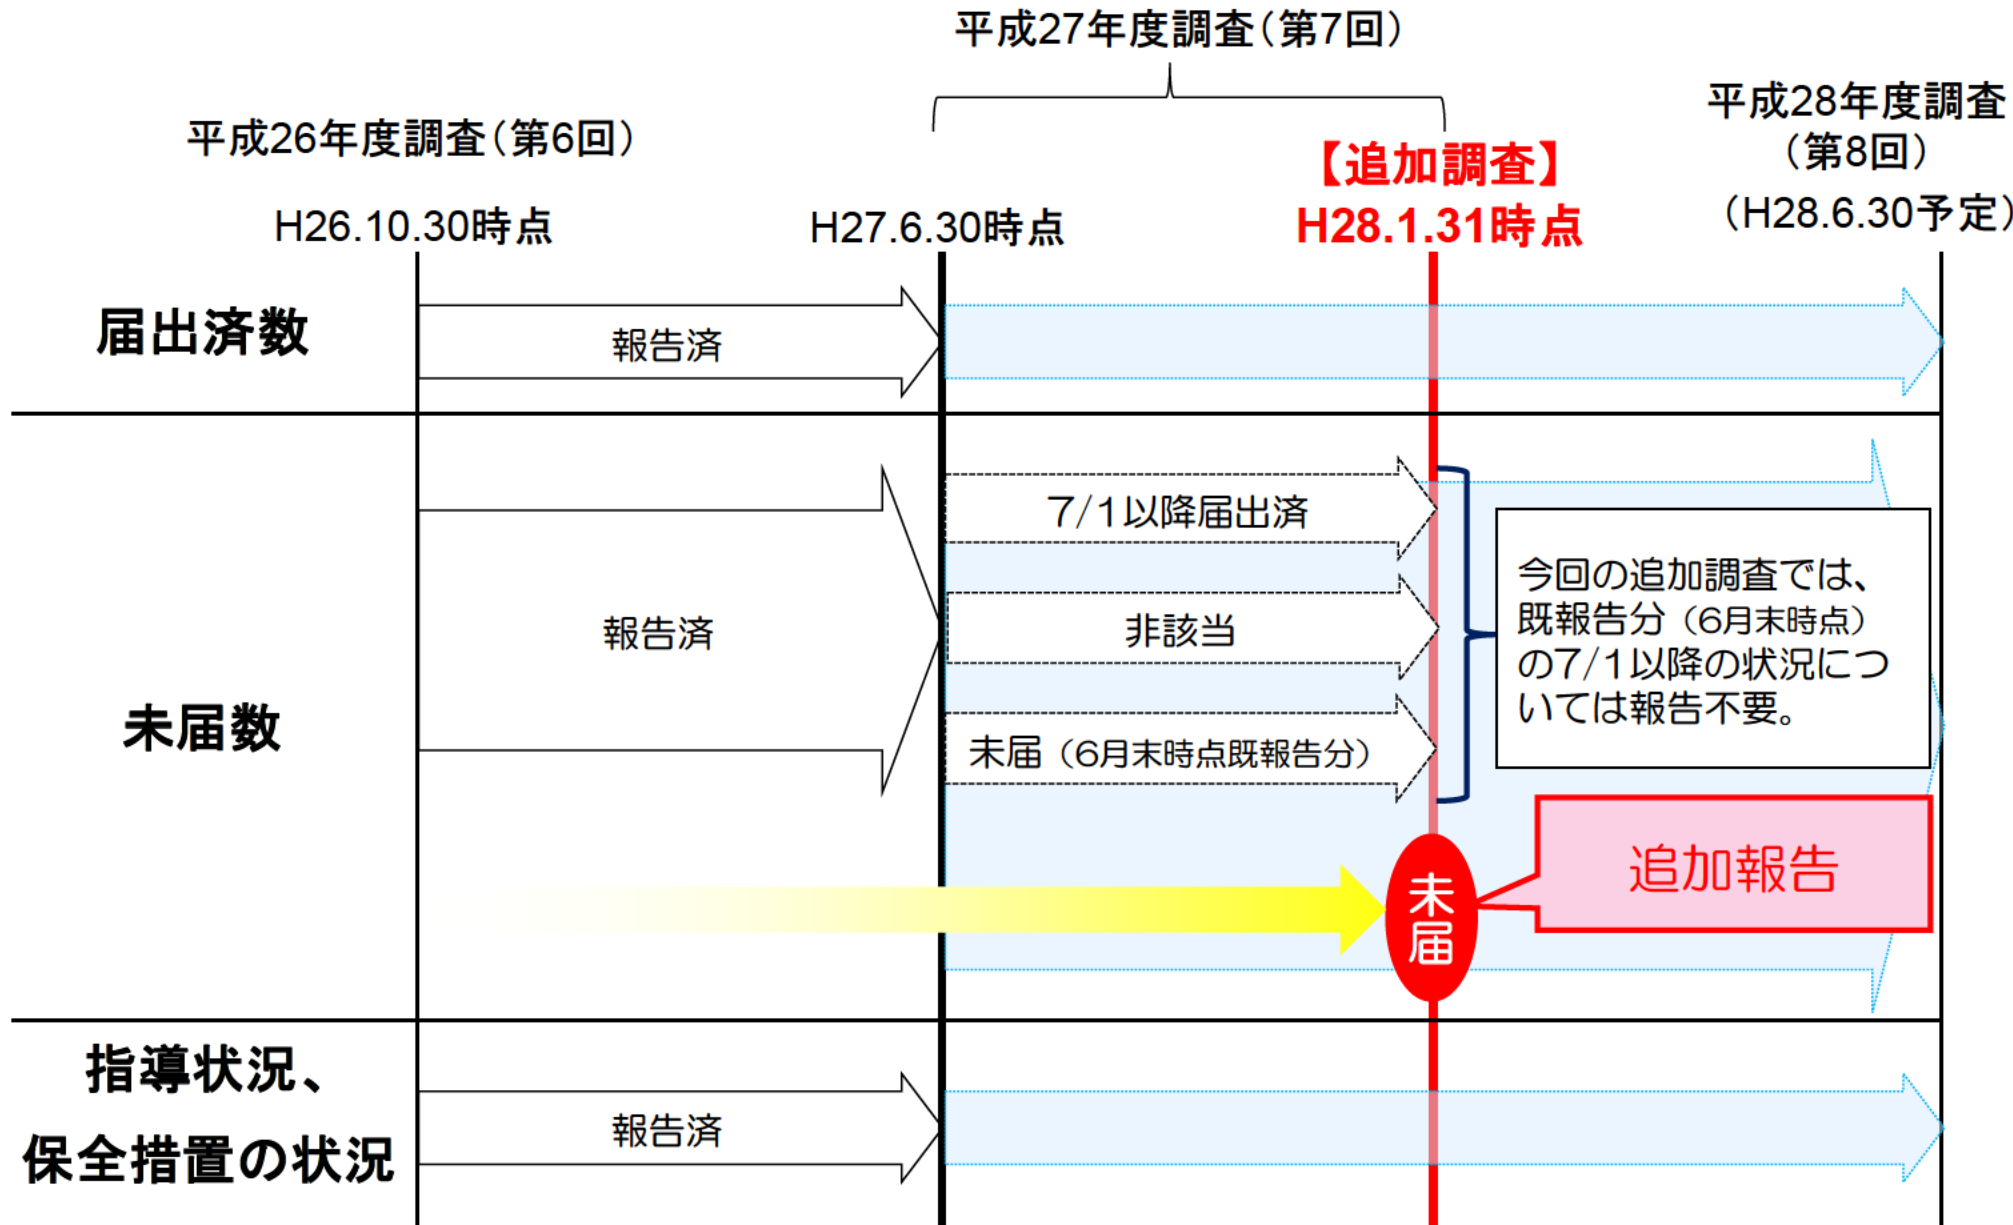 平成27年度調査（第7回）
平成26年度調査（第6回）
平成28年度調査
（第8回）
（H28.6.30予定）
【追加調査】
H26.10.30時点
H27.6.30時点
H28.1.31時点
届出済数
報告済
未届数
報告済
7/1以降届出済
非該当
未届（6月末時点既報告分）
今回の追加調査では、
既報告分（6月末時点）
の7/1以降の状況につ
いては報告不要。
未届
追加報告
指導状況、
保全措置の状況
報告済